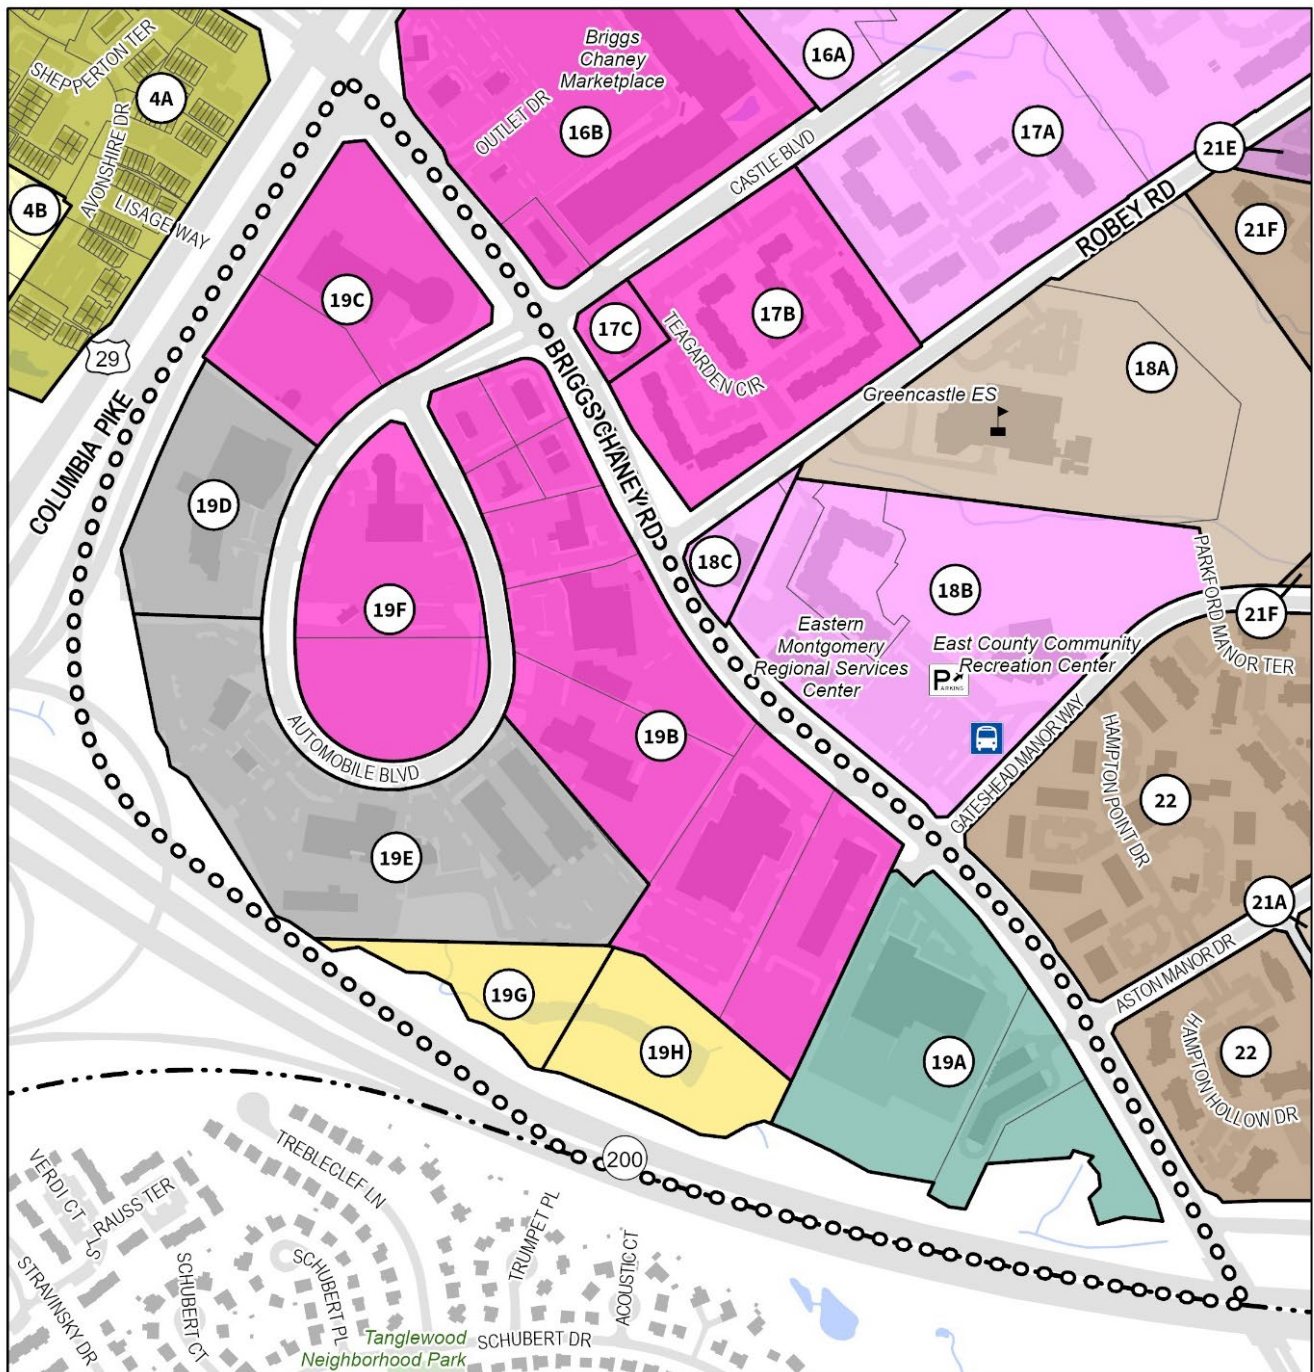 SHEPPERTON TER
4A
AVONSHIRE DR
4B
LISAGE WAY
29
COLUMBIA PIKE
Briggs
Chaney
Marketplace
OUTLET DR
16B
16A
CASTLE BLVD
17A
21E
ROBEY RD
21F
19C
17C
17B
TEAGARDEN CIR
BRIGGS CHANEY RD
18A
Greencastle ES
19D
19F
18C
18B
PARKFORD MANOR TER
21F
Eastern
Montgomery
Regional Services
Center
East County Community
Recreation Center
P
PARKING
GATESHEAD MANOR WAY
HAMPTON POINT DR
22
19B
AUTOMOBILE BLVD
19E
21A
ASTON MANOR DR
19G
19H
19A
22
HAMPTON HOLLOW DR
200
TREBLECLEF LN
VERDI CT
STRAUSS TER
STRAVINSKY DR
SCHUBERT CT
SCHUBERT PL
TRUMPET PL
ACOUSTIC CT
SCHUBERT DR
Tanglewood
Neighborhood Park